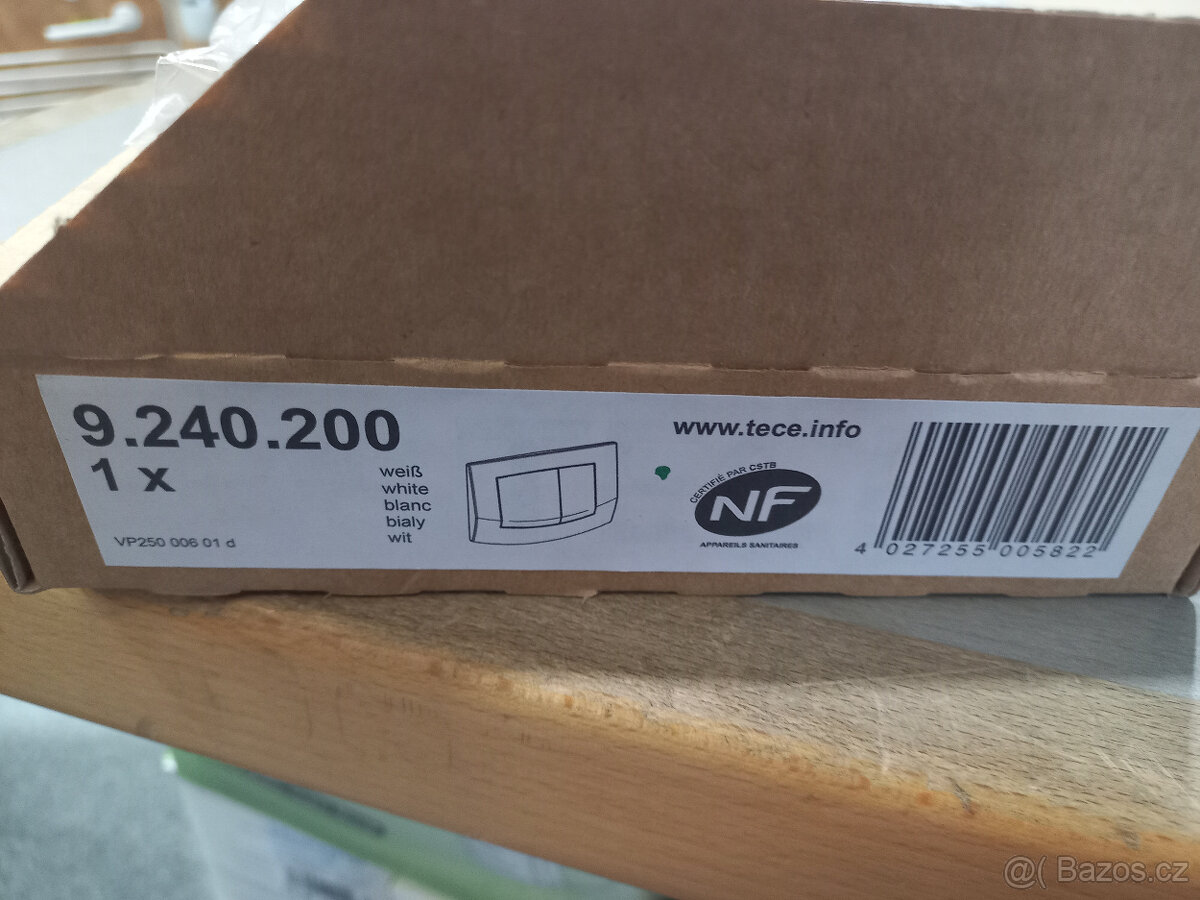 9.240.200
1 x
weiß
white
blanc
bialy
wit
VP250 006 01 d
www.tece.info
CERTIFIÉ PAR CSTB
NF
APPAREILS SANITAIRES
4 027255 005822
@( Bazos.cz